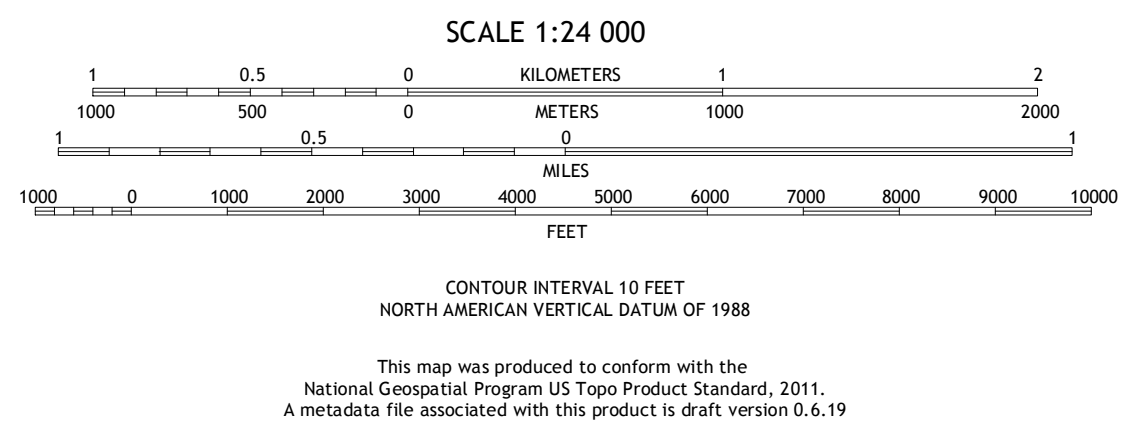 SCALE 1:24 000
1 0.5 0 KILOMETERS 1 2
1000 500 0 METERS 1000 2000
1 0.5 0 1
MILES
1000 0 1000 2000 3000 4000 5000 6000 7000 8000 9000 10000
FEET
CONTOUR INTERVAL 10 FEET
NORTH AMERICAN VERTICAL DATUM OF 1988
This map was produced to conform with the
National Geospatial Program US Topo Product Standard, 2011.
A metadata file associated with this product is draft version 0.6.19